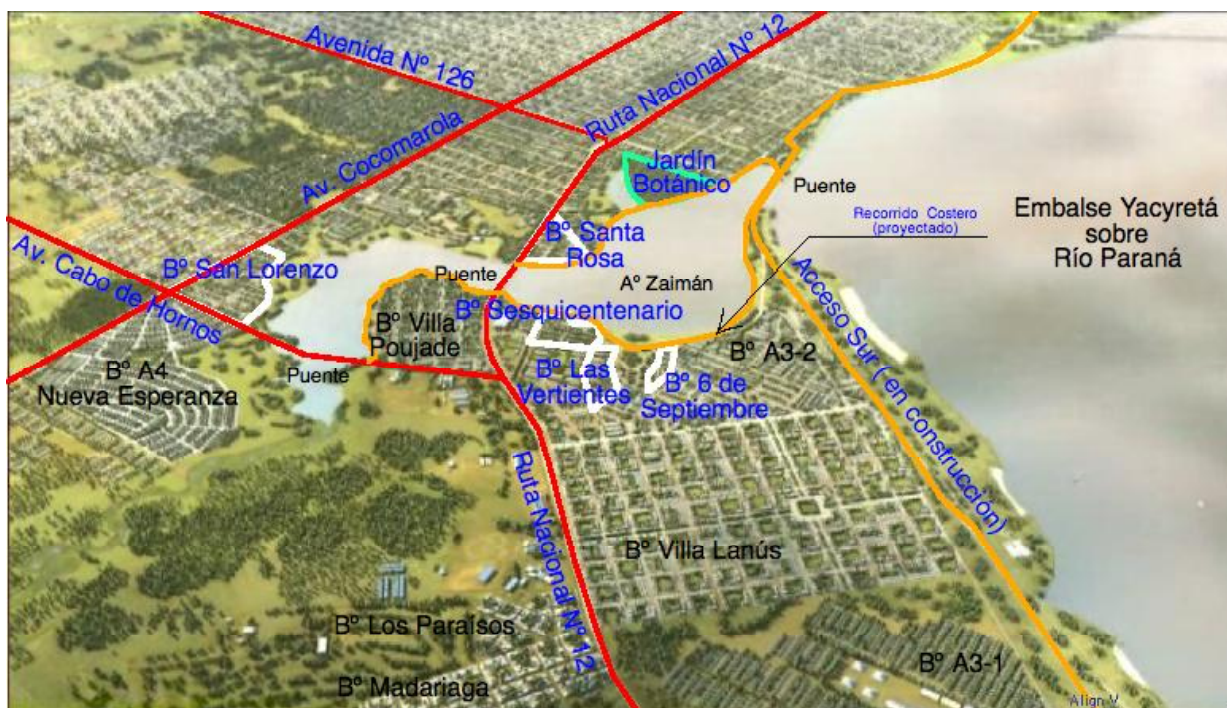 Avenida Nº 126
Ruta Nacional Nº 12
Av. Cocomarola
Jardín
Botánico
Puente
Recorrido Costero
(proyectado)
Embalse Yacyretá
sobre
Río Paraná
Bº Santa
Rosa
Av. Cabo de Hornos
Bº San Lorenzo
Puente
Aº Zaimán
Acceso Sur ( en construcción)
Bº Sesquicentenario
Bº Villa
Poujade
Bº A3-2
Puente
Bº A4
Nueva Esperanza
Bº Las
Vertientes
Bº 6 de
Septiembre
Ruta Nacional Nº 12
Bº Villa Lanús
Bº Los Paraísos
Bº A3-1
Bº Madariaga
Align V